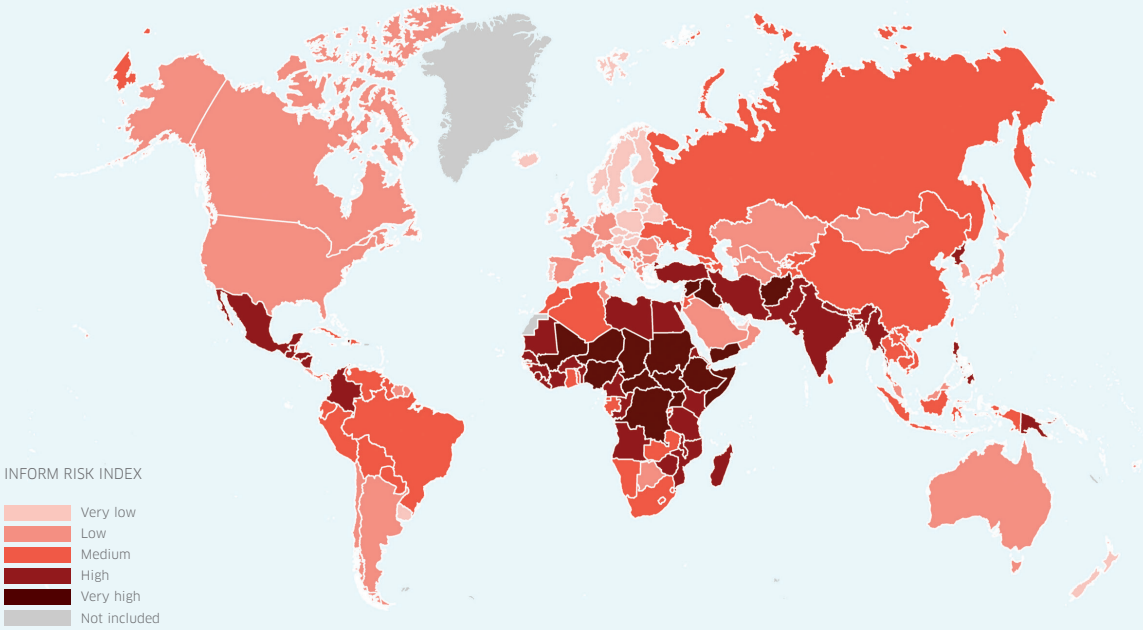 INFORM RISK INDEX
Very low
Low
Medium
High
Very high
Not included